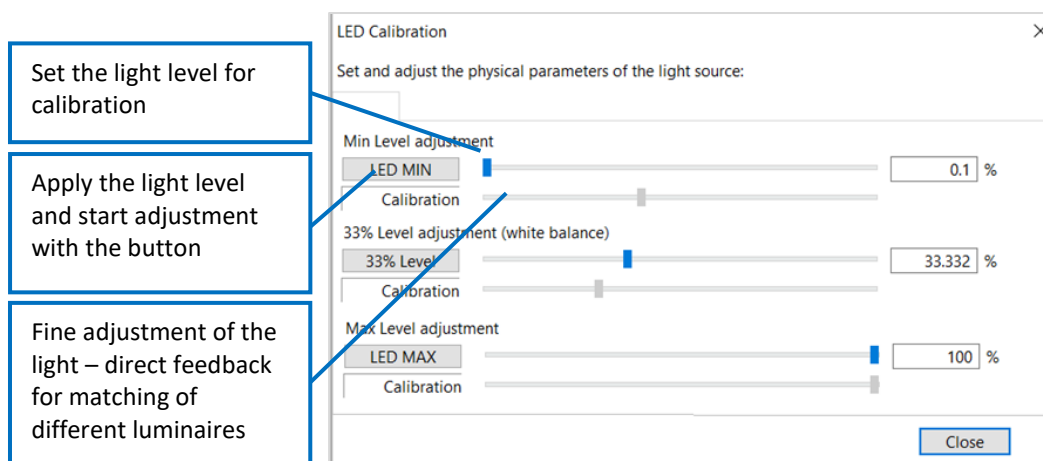 Set the light level for
calibration
Apply the light level
and start adjustment
with the button
Fine adjustment of the
light – direct feedback
for matching of
different luminaires
LED Calibration
Set and adjust the physical parameters of the light source:
Min Level adjustment
LED MIN 0.1 %
Calibration
33% Level adjustment (white balance)
33% Level 33.332 %
Calibration
Max Level adjustment
LED MAX 100 %
Calibration
Close